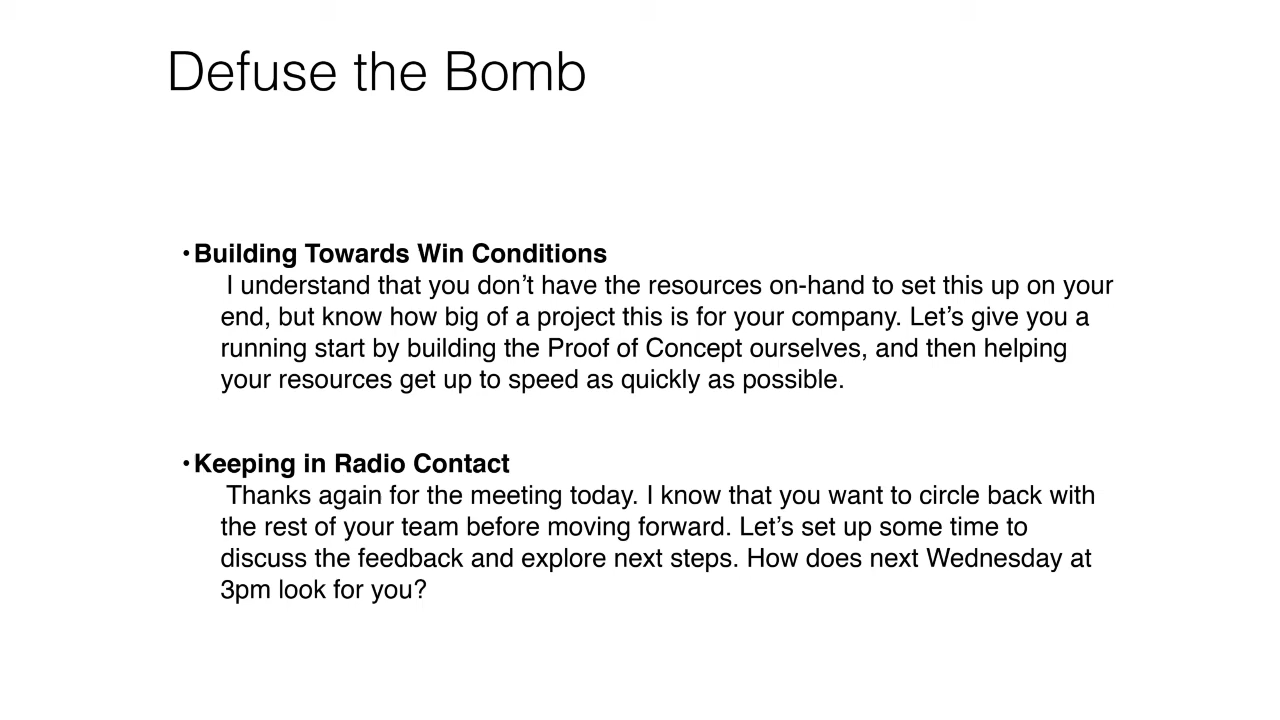 Defuse the Bomb
•Building Towards Win Conditions
I understand that you don’t have the resources on-hand to set this up on your
end, but know how big of a project this is for your company. Let’s give you a
running start by building the Proof of Concept ourselves, and then helping
your resources get up to speed as quickly as possible.
•Keeping in Radio Contact
Thanks again for the meeting today. I know that you want to circle back with
the rest of your team before moving forward. Let’s set up some time to
discuss the feedback and explore next steps. How does next Wednesday at
3pm look for you?